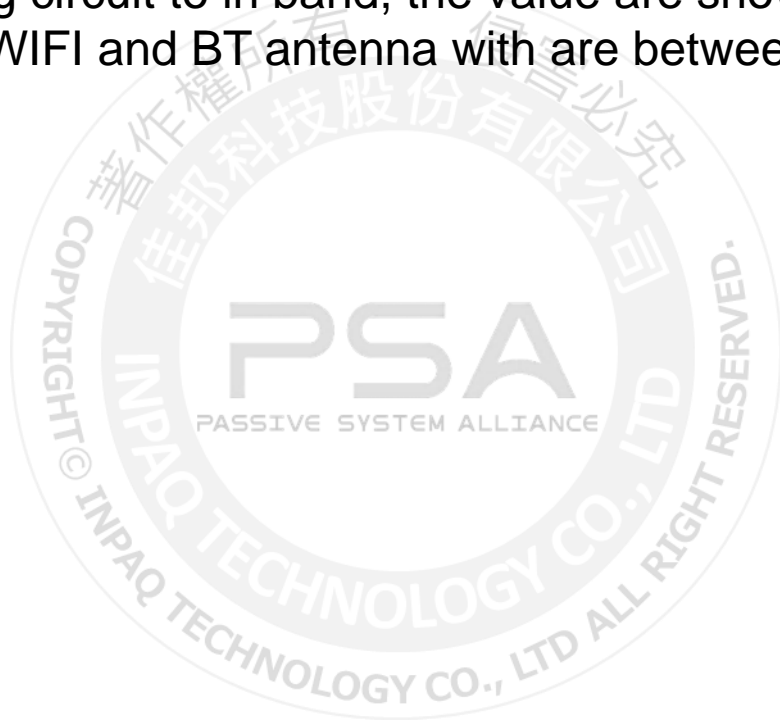 g circuit to in band, the value are sho
WIFI and BT antenna with are betwee
著作權所有 侵害必究
佳邦科技股份有限公司
PSA
PASSIVE SYSTEM ALLIANCE
INPAQ TECHNOLOGY CO., LTD
COPYRIGHT© INPAQ TECHNOLOGY CO., LTD ALL RIGHT RESERVED.